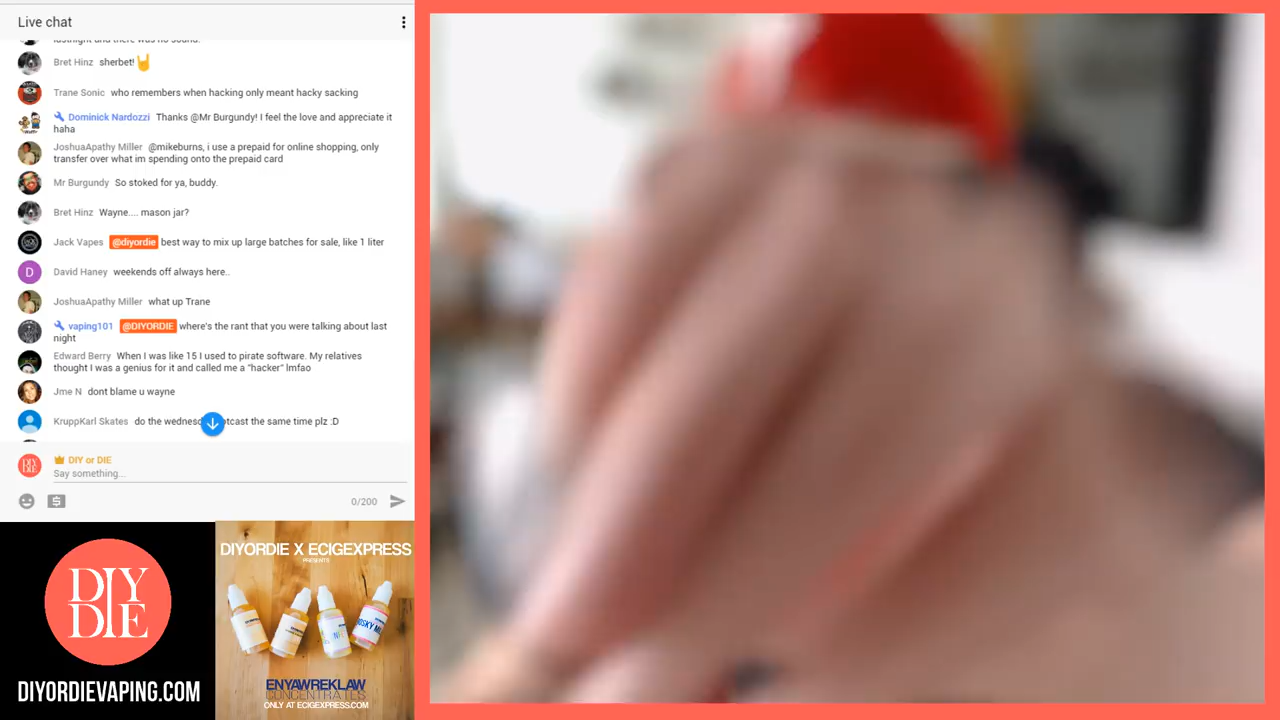 Live chat
lastnight and there was no sound.
Bret Hinz sherbet!🤘
Trane Sonic who remembers when hacking only meant hacky sacking
Dominick Nardozzi Thanks @Mr Burgundy! I feel the love and appreciate it
haha
JoshuaApathy Miller @mikeburns, i use a prepaid for online shopping, only
transfer over what im spending onto the prepaid card
Mr Burgundy So stoked for ya, buddy.
Bret Hinz Wayne.... mason jar?
Jack Vapes @diyordie best way to mix up large batches for sale, like 1 liter
D David Haney weekends off always here..
JoshuaApathy Miller what up Trane
vaping101 @DIYORDIE where's the rant that you were talking about last
night
Edward Berry When I was like 15 I used to pirate software. My relatives
thought I was a genius for it and called me a "hacker" lmfao
Jme N dont blame u wayne
KruppKarl Skates do the the same time plz :D
DIY or DIE
Say something...
0/200
DIY
DIE
DIYORDIEVAPING.COM
DIYORDIE X ECIGEXPRESS
PRESENTS
ENYAWREKLAW
CONCENTRATES
ONLY AT ECIGEXPRESS.COM